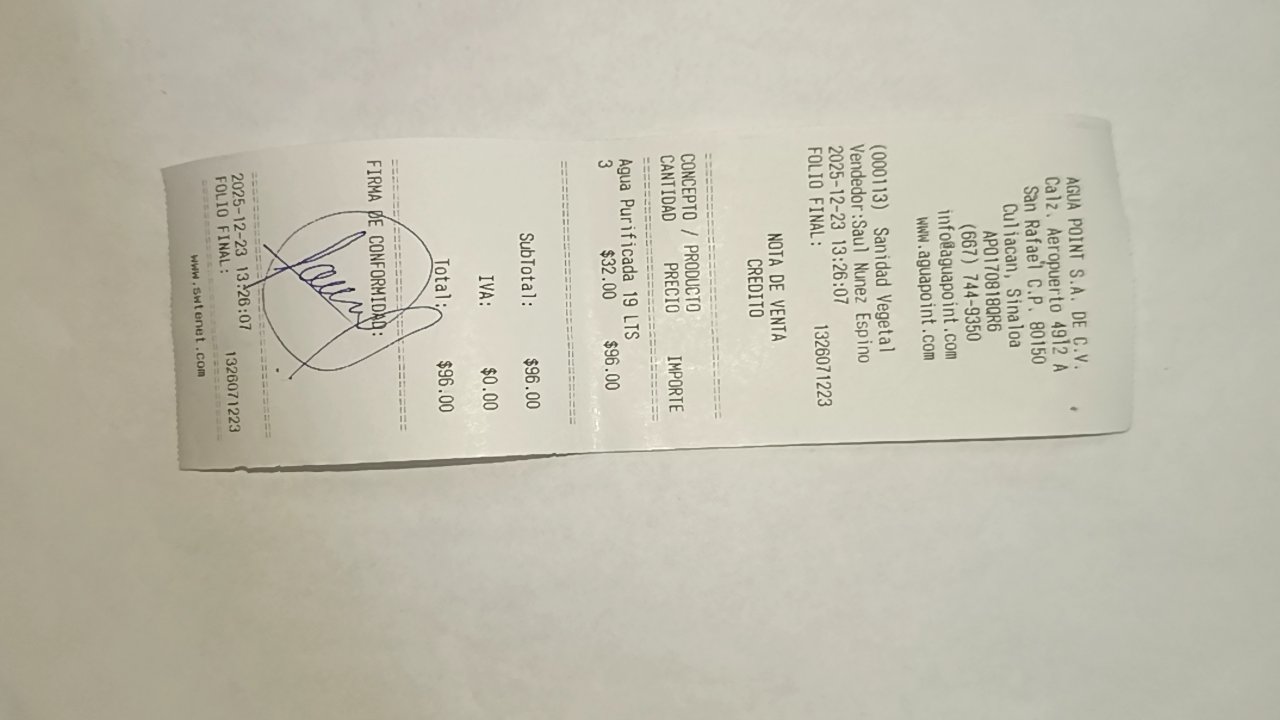 AGUA POINT S.A. DE C.V.
Calz. Aeropuerto 4912 A
San Rafael C.P. 80150
Culiacan, Sinaloa
APO170818QR6
(667) 744-9350
info@aguapoint.com
www.aguapoint.com
(000113) Sanidad Vegetal
Vendedor:Saul Nunez Espino
2025-12-23 13:26:07
FOLIO FINAL: 1326071223
NOTA DE VENTA
CREDITO
CONCEPTO / PRODUCTO
CANTIDAD PRECIO IMPORTE
Agua Purificada 19 LTS
3 $32.00 $96.00
SubTotal: $96.00
IVA: $0.00
Total: $96.00
FIRMA DE CONFORMIDAD:
2025-12-23 13:26:07
FOLIO FINAL: 1326071223
www.swtenet.com